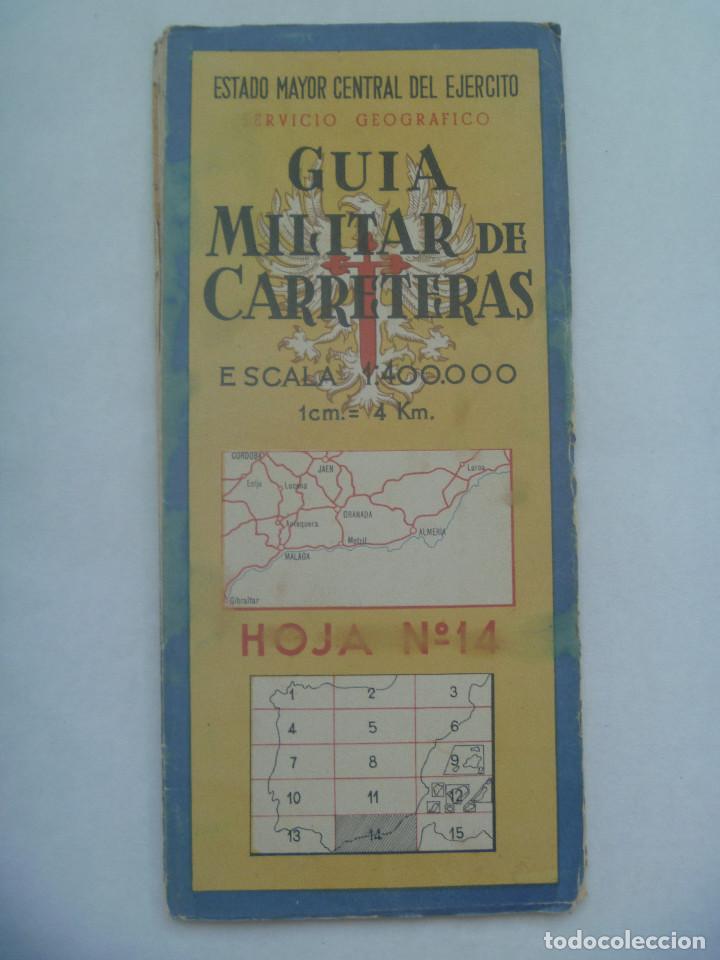 ESTADO MAYOR CENTRAL DEL EJERCITO
SERVICIO GEOGRAFICO
GUIA
MILITAR DE
CARRETERAS
ESCALA 1:400.000
1cm.= 4 Km.
CORDOBA
JAEN
Lorca
Ecija
Lucena
GRANADA
Antequera
ALMERIA
Motril
MALAGA
Gibraltar
HOJA Nº 14
1 2 3
4 5 6
7 8 9
10 11 12
13 14 15
todocoleccion